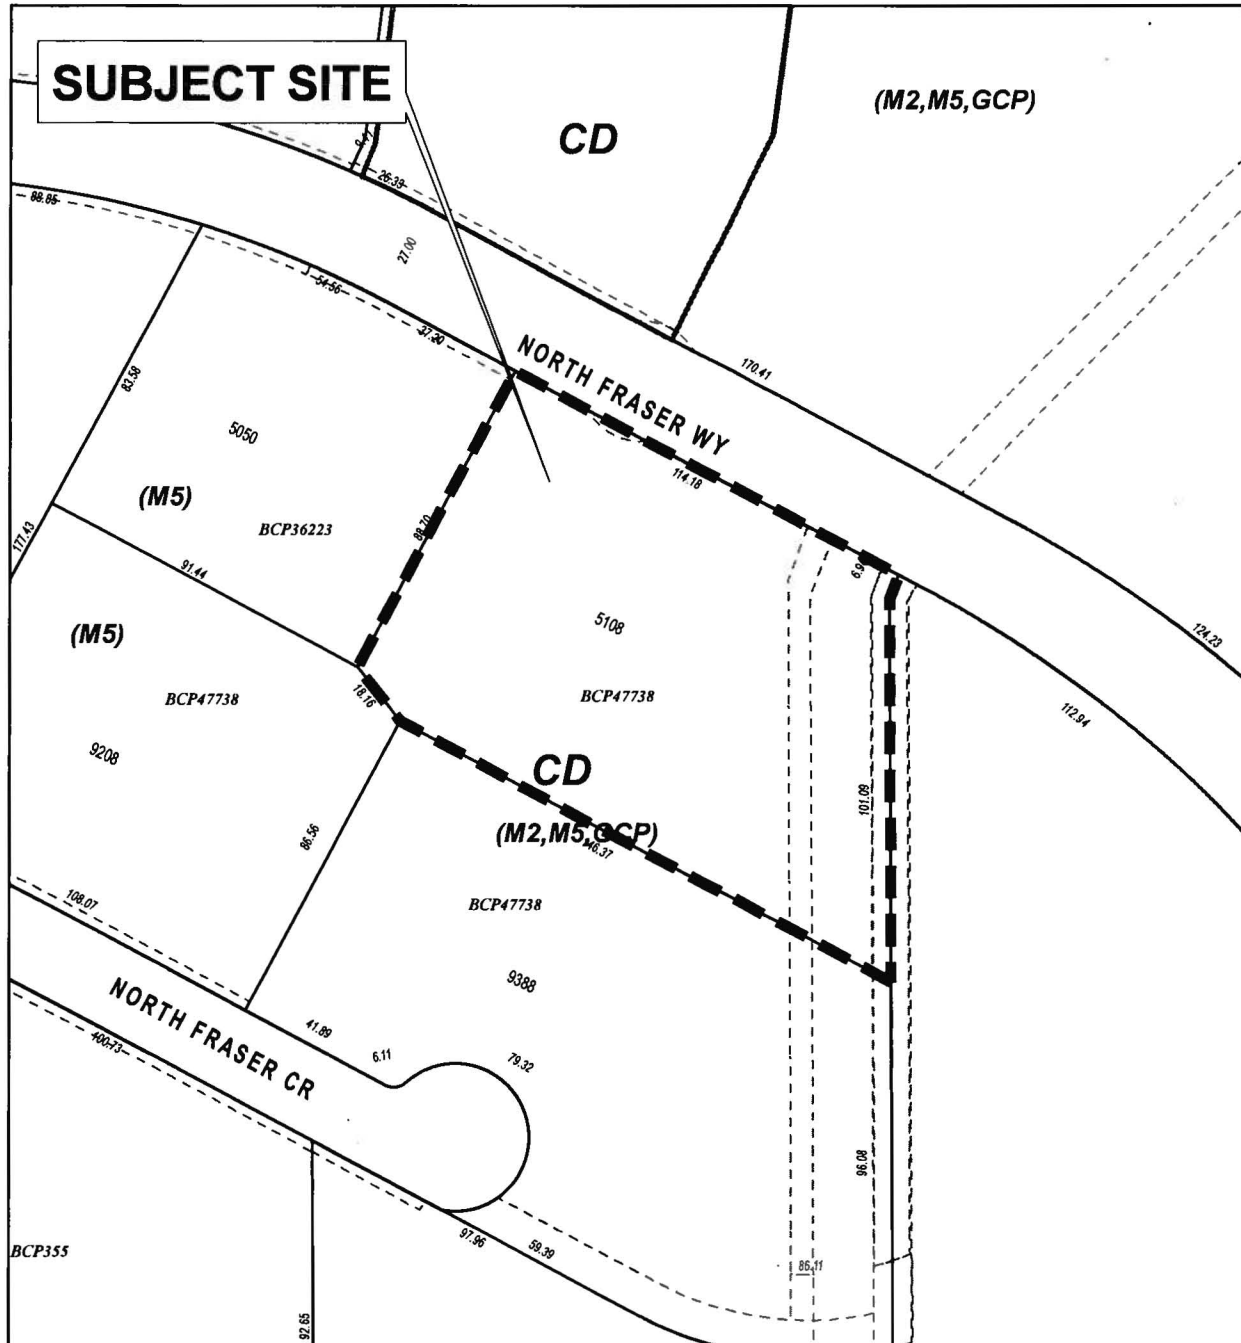 SUBJECT SITE
CD
(M2,M5,GCP)
9.17
26.39
88.85
27.00
54.56
37.20
NORTH FRASER WY
170.41
83.58
5050
114.18
(M5)
BCP36223
88.70
177.43
91.44
6.9
5108
124.23
(M5)
18.16
BCP47738
BCP47738
112.94
9208
CD
101.09
(M2,M5,GCP)
146.37
86.56
108.07
BCP47738
9388
NORTH FRASER CR
41.89
400.73
6.11
79.32
96.08
97.96
59.39
BCP355
86.11
92.65